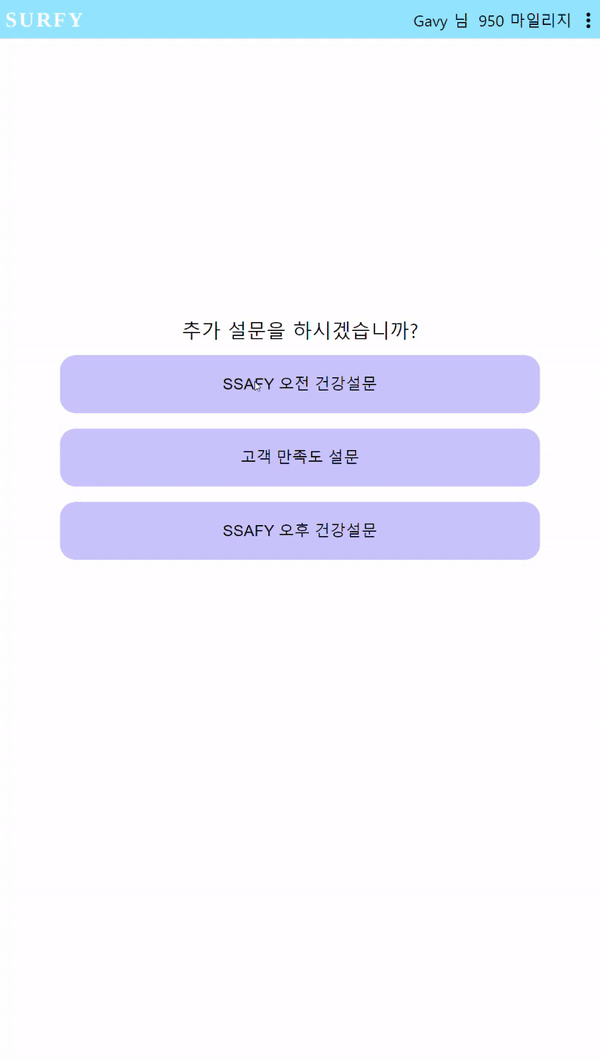 SURFY
Gavy 님 950 마일리지
추가 설문을 하시겠습니까?
SSAFY 오전 건강설문
고객 만족도 설문
SSAFY 오후 건강설문